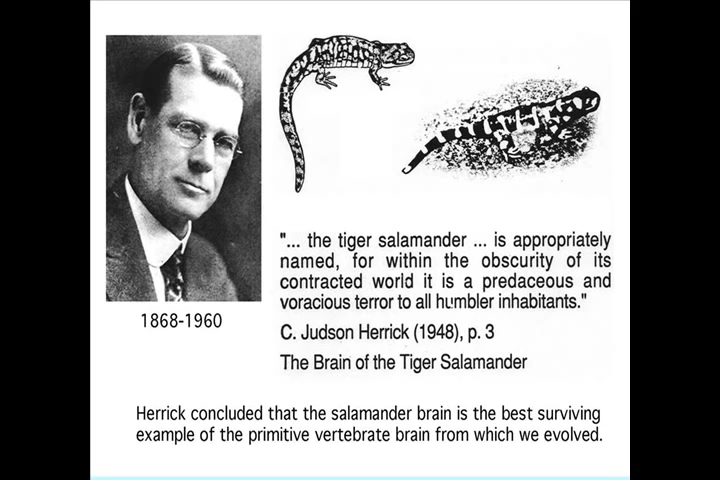 "... the tiger salamander ... is appropriately
named, for within the obscurity of its
contracted world it is a predaceous and
voracious terror to all humbler inhabitants."
1868-1960
C. Judson Herrick (1948), p. 3
The Brain of the Tiger Salamander
Herrick concluded that the salamander brain is the best surviving
example of the primitive vertebrate brain from which we evolved.